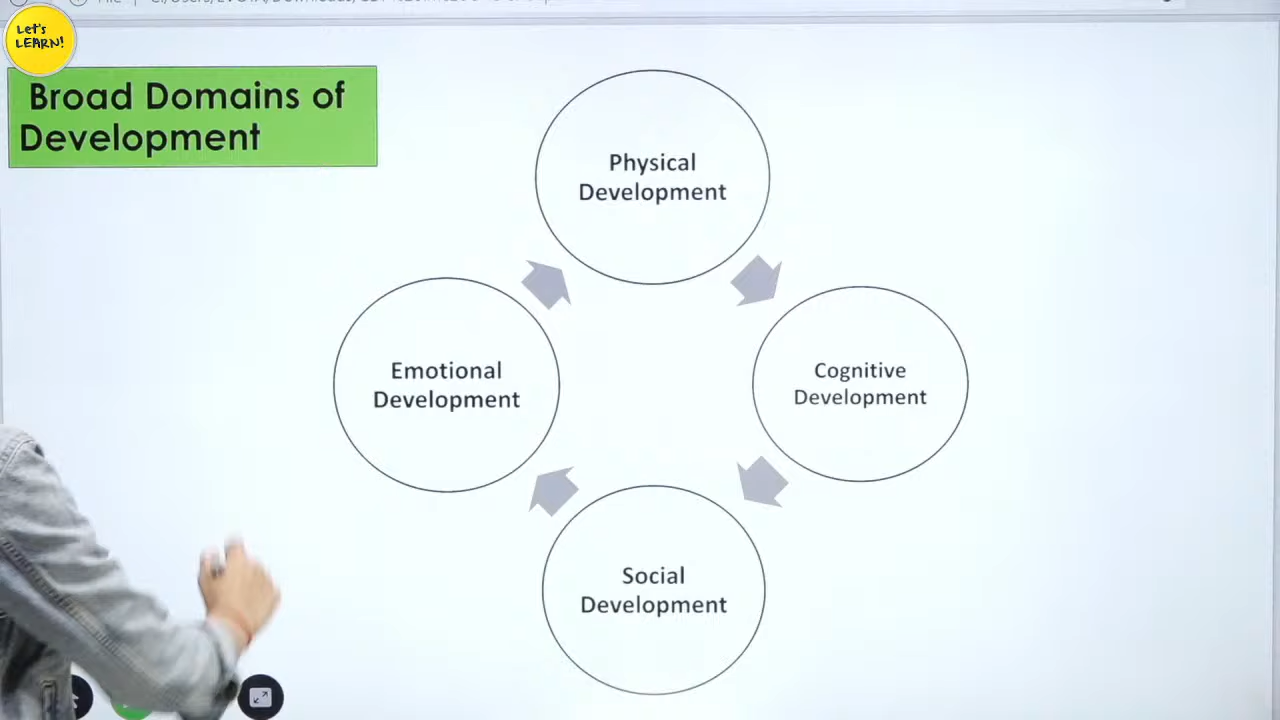 Let's
LEARN!
Broad Domains of
Development
Physical
Development
Emotional
Development
Cognitive
Development
Social
Development